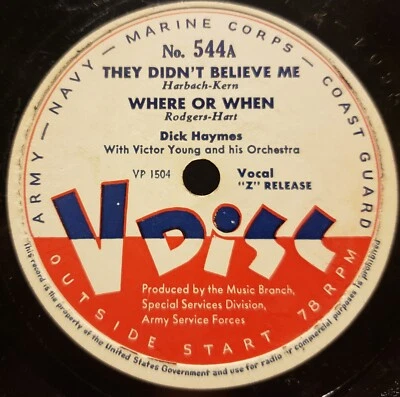 ARMY — NAVY — MARINE CORPS — COAST GUARD
No. 544A
THEY DIDN'T BELIEVE ME
Harbach-Kern
WHERE OR WHEN
Rodgers-Hart
Dick Haymes
With Victor Young and his Orchestra
VP 1504
Vocal
"Z" RELEASE
V DiSC
Produced by the Music Branch,
Special Services Division,
Army Service Forces
OUTSIDE START 78 RPM
This record is the property of the United States Government and use for radio or commercial purposes is prohibited